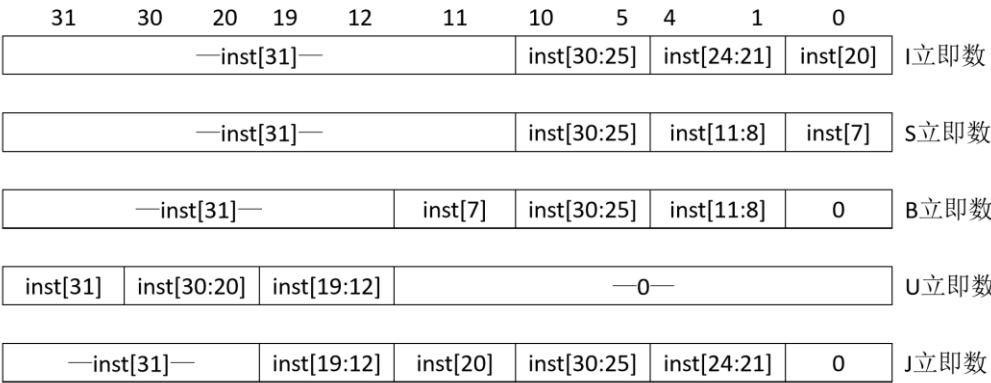 31 30 20 19 12 11 10 5 4 1 0
—inst[31]— inst[30:25] inst[24:21] inst[20] I立即数
—inst[31]— inst[30:25] inst[11:8] inst[7] S立即数
—inst[31]— inst[7] inst[30:25] inst[11:8] 0 B立即数
inst[31] inst[30:20] inst[19:12] —0— U立即数
—inst[31]— inst[19:12] inst[20] inst[30:25] inst[24:21] 0 J立即数